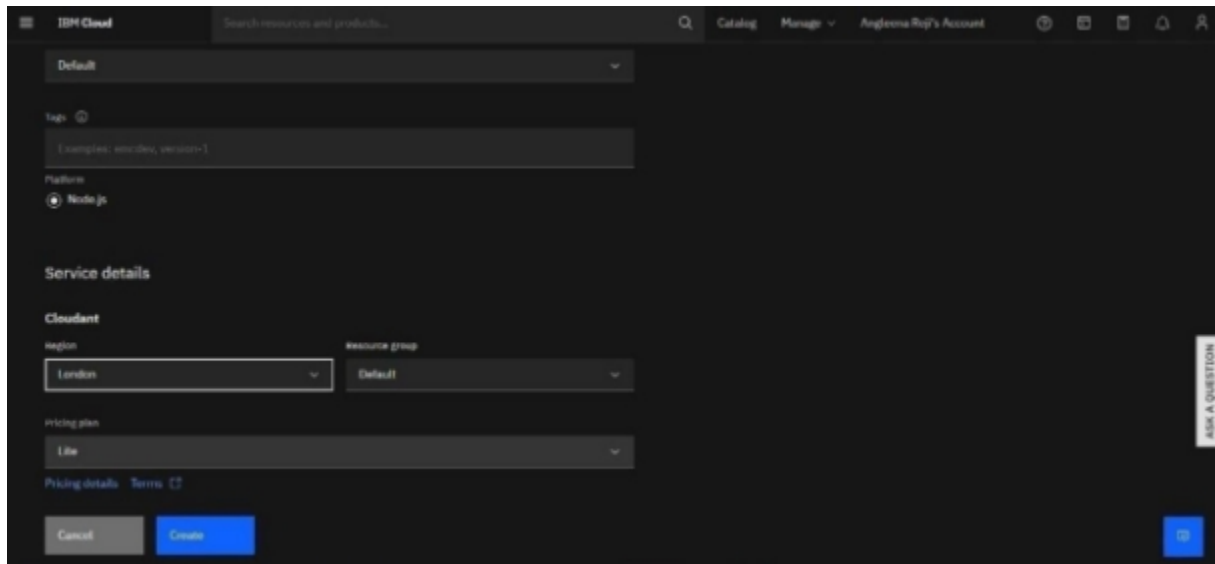 IBM Cloud Search resources and products... Catalog Manage Angleena Reji's Account
Default
Tags
Examples: env:dev, version-1
Platform
Node.js
Service details
Cloudant
Region Resource group
London Default
Pricing plan
Lite
Pricing details Terms
Cancel Create
ASK A QUESTION